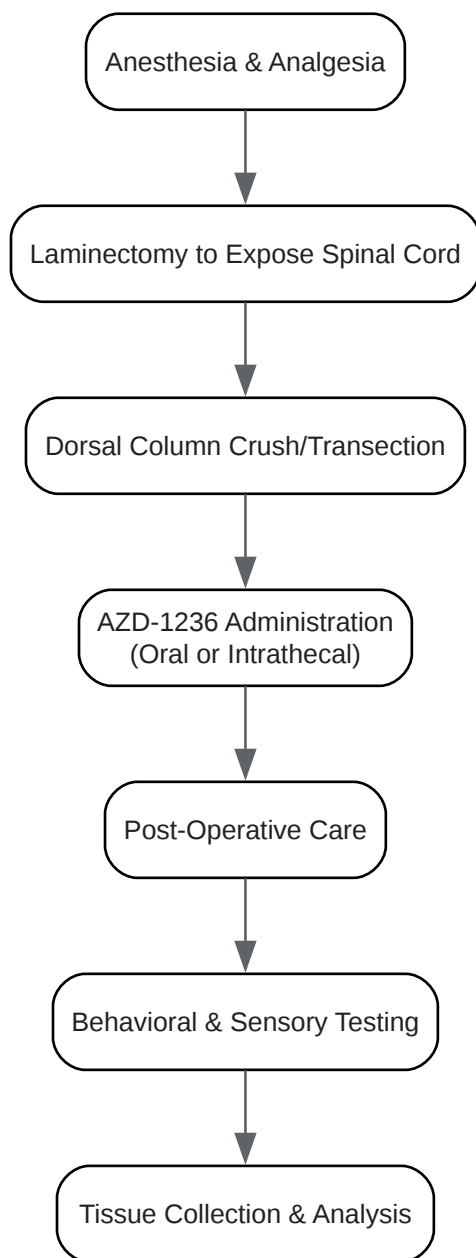 Anesthesia & Analgesia
Laminectomy to Expose Spinal Cord
Dorsal Column Crush/Transection
AZD-1236 Administration
(Oral or Intrathecal)
Post-Operative Care
Behavioral & Sensory Testing
Tissue Collection & Analysis